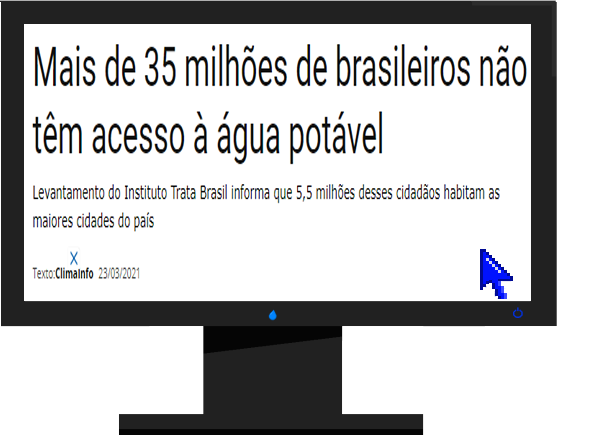 Mais de 35 milhões de brasileiros não
têm acesso à água potável
Levantamento do Instituto Trata Brasil informa que 5,5 milhões desses cidadãos habitam as
maiores cidades do país
Texto:ClimaInfo 23/03/2021